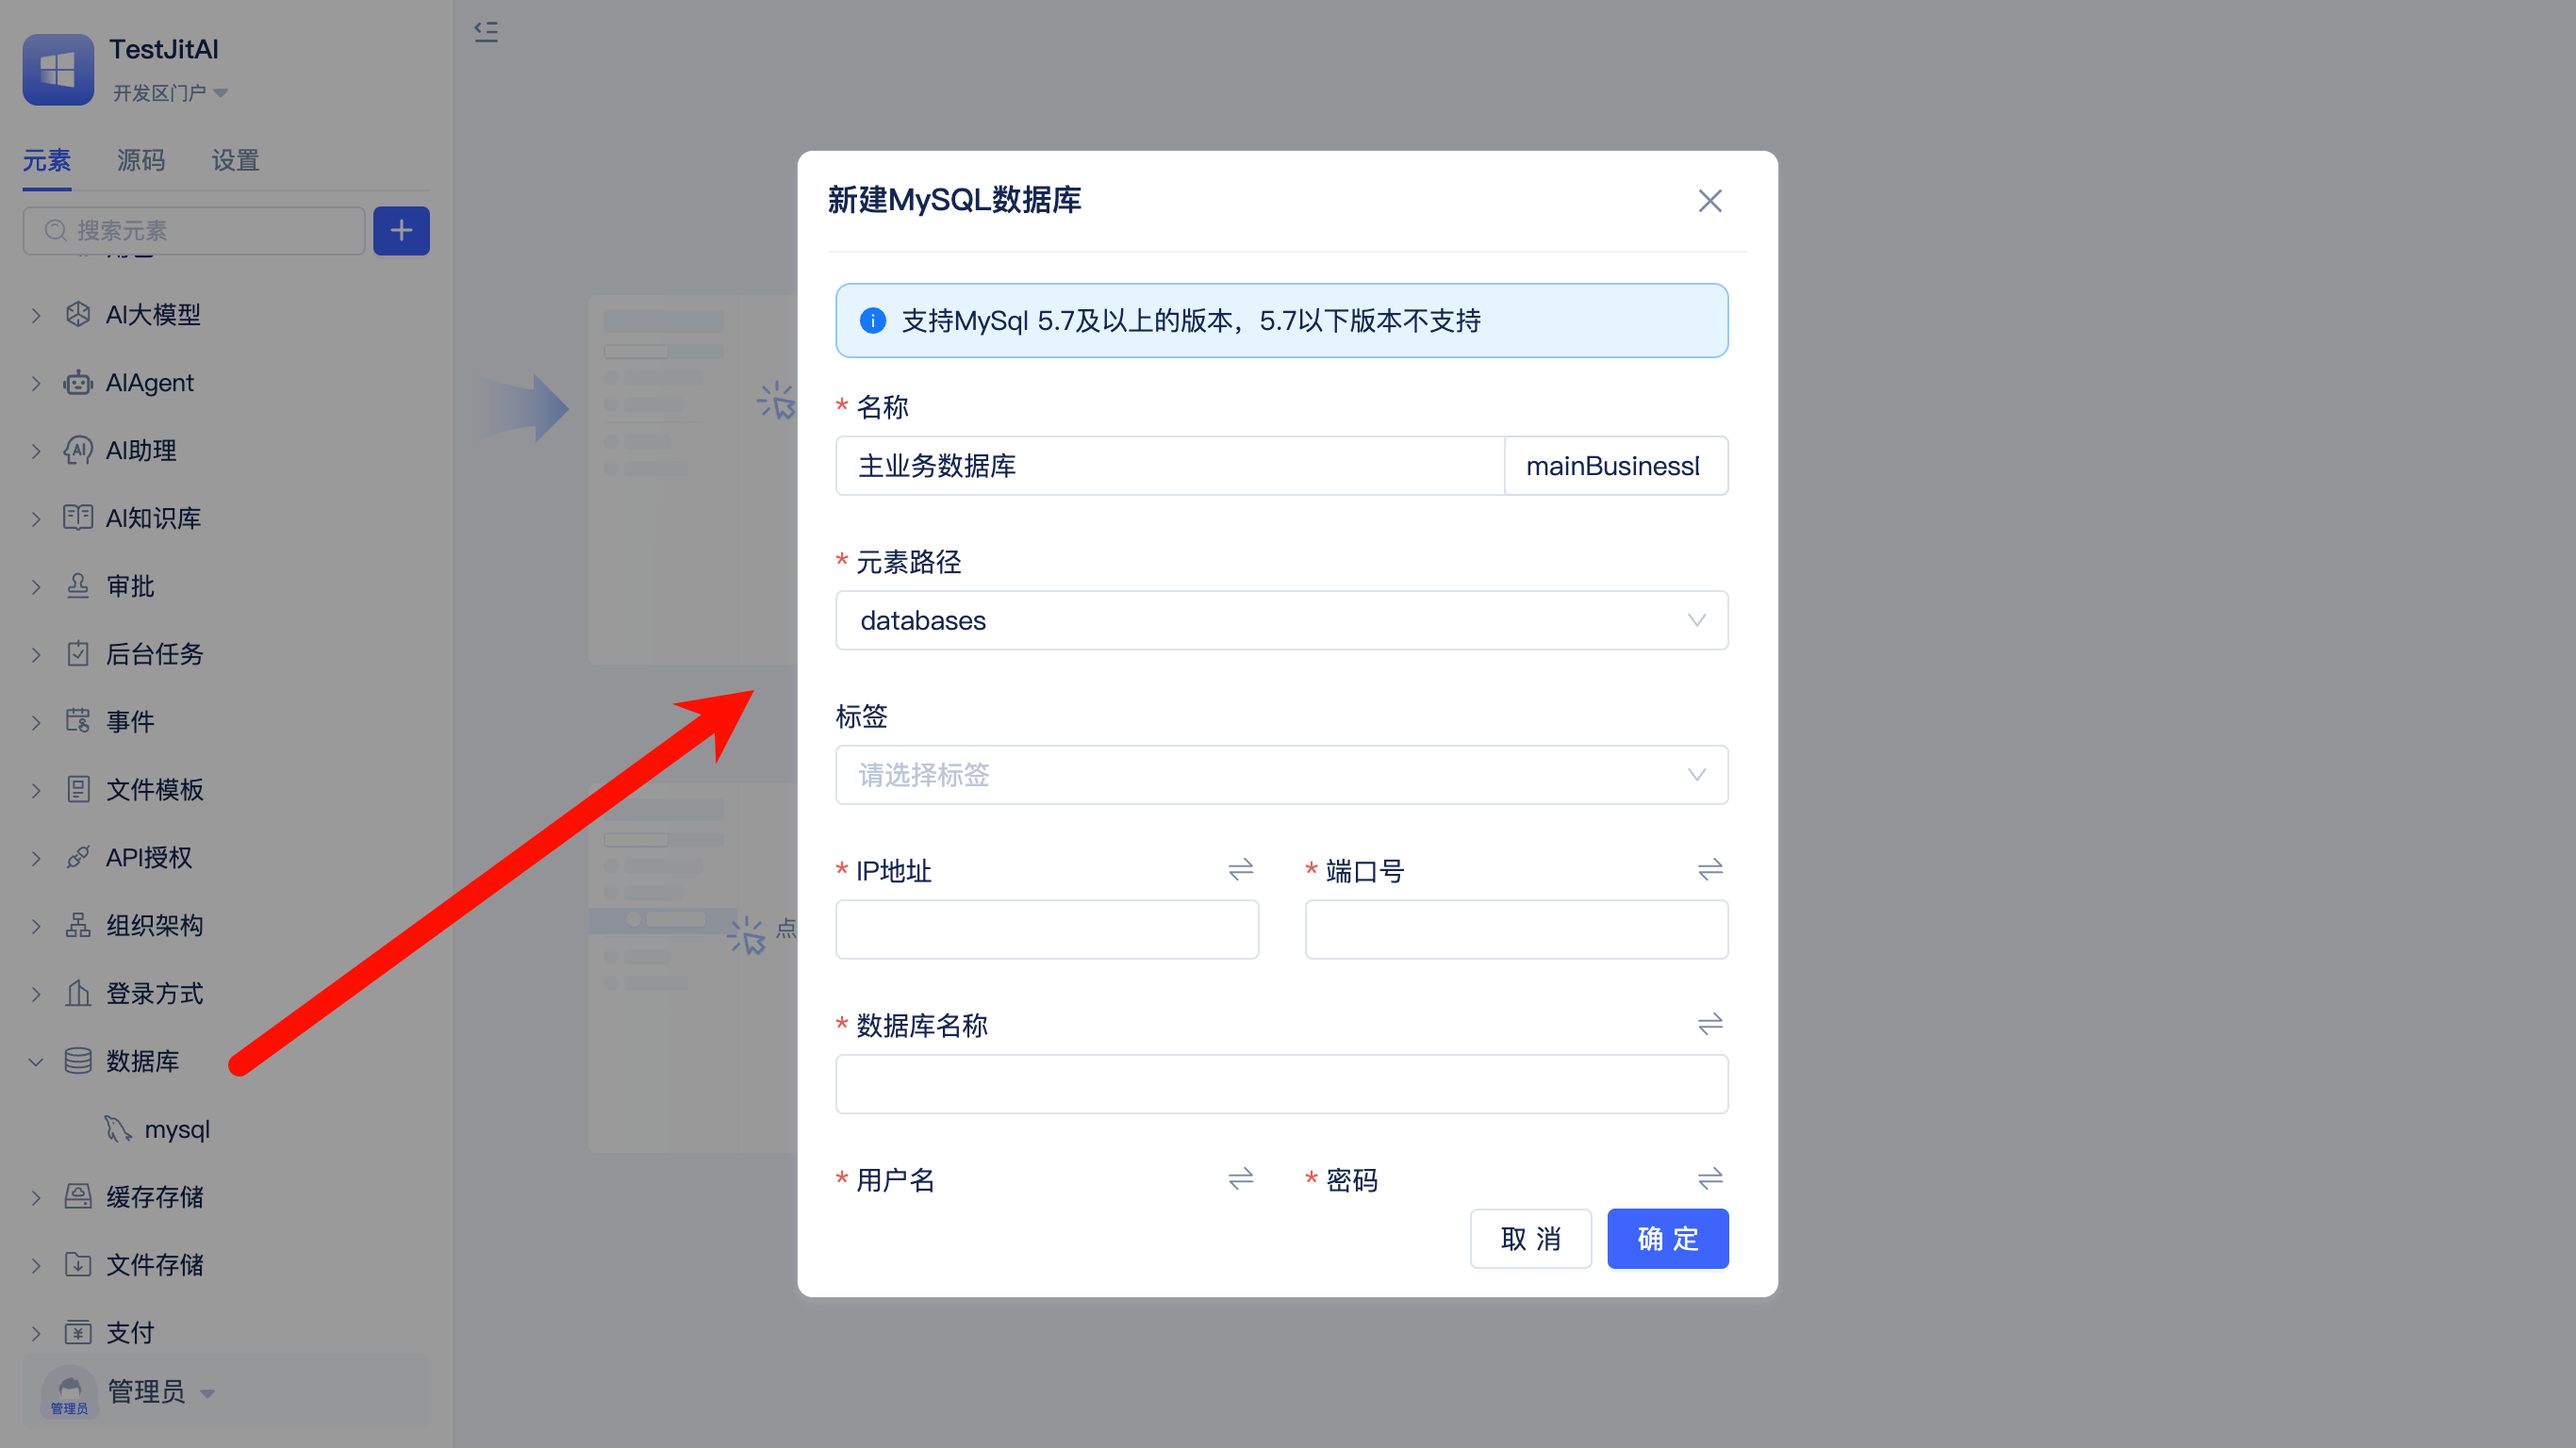 TestJitAI
开发区门户
元素 源码 设置
搜索元素
AI大模型
AIAgent
AI助理
AI知识库
审批
后台任务
事件
文件模板
API授权
组织架构
登录方式
数据库
mysql
缓存存储
文件存储
支付
管理员
管理员
点
新建MySQL数据库
支持MySql 5.7及以上的版本，5.7以下版本不支持
* 名称
主业务数据库 mainBusiness
* 元素路径
databases
标签
请选择标签
* IP地址 * 端口号
* 数据库名称
* 用户名 * 密码
取 消 确 定